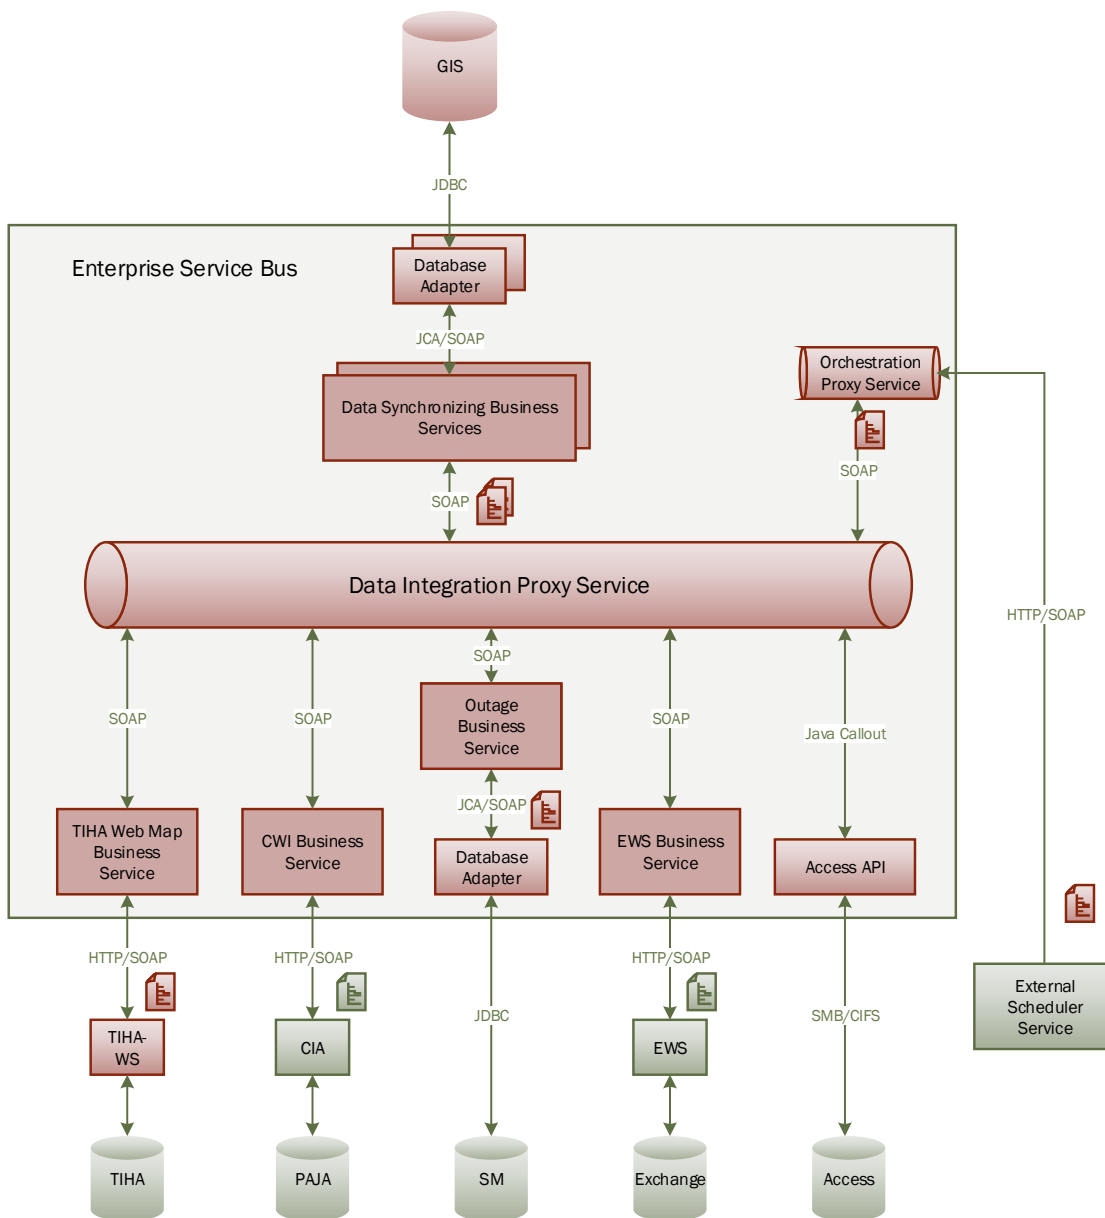 GIS
JDBC
Enterprise Service Bus
Database
Adapter
JCA/SOAP
Orchestration
Proxy Service
Data Synchronizing Business
Services
SOAP
SOAP
Data Integration Proxy Service
HTTP/SOAP
SOAP
Outage
Business
Service
SOAP
SOAP
SOAP
Java Callout
JCA/SOAP
TIHA Web Map
Business
Service
CWI Business
Service
Database
Adapter
EWS Business
Service
Access API
HTTP/SOAP
HTTP/SOAP
HTTP/SOAP
External
Scheduler
Service
JDBC
SMB/CIFS
TIHA-
WS
CIA
EWS
TIHA
PAJA
SM
Exchange
Access